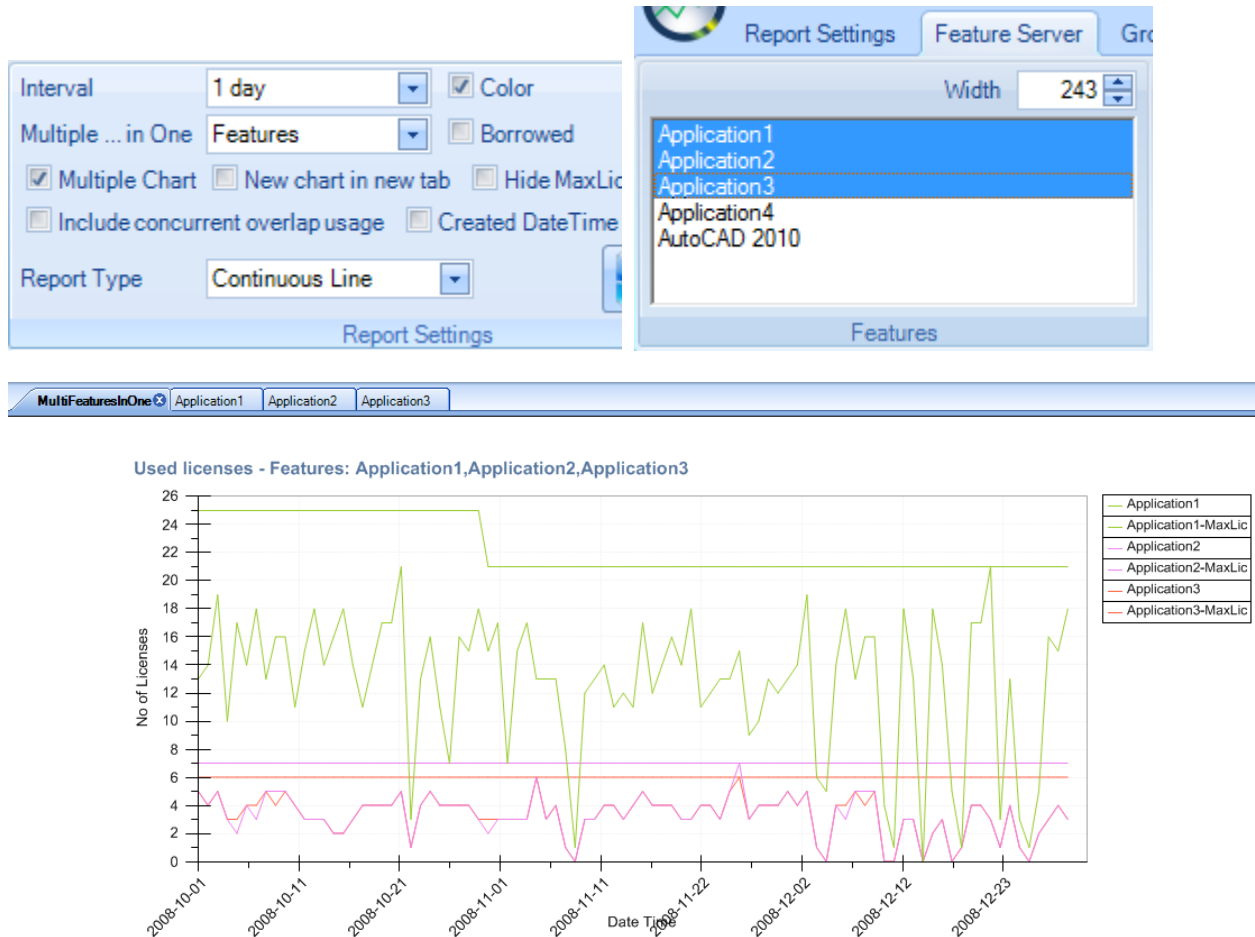 Interval 1 day Color
Multiple ... in One Features Borrowed
Multiple Chart New chart in new tab Hide MaxLic
Include concurrent overlap usage Created DateTime
Report Type Continuous Line
Report Settings
Report Settings Feature Server Gro
Width 243
Application1
Application2
Application3
Application4
AutoCAD 2010
Features
MultiFeaturesInOne Application1 Application2 Application3
Used licenses - Features: Application1,Application2,Application3
26
24
22
20
18
16
14
12
10
8
6
4
2
0
No of Licenses
2008-10-01 2008-10-11 2008-10-21 2008-11-01 2008-11-11 2008-11-22 2008-12-02 2008-12-12 2008-12-23
Date Time
Application1
Application1-MaxLic
Application2
Application2-MaxLic
Application3
Application3-MaxLic